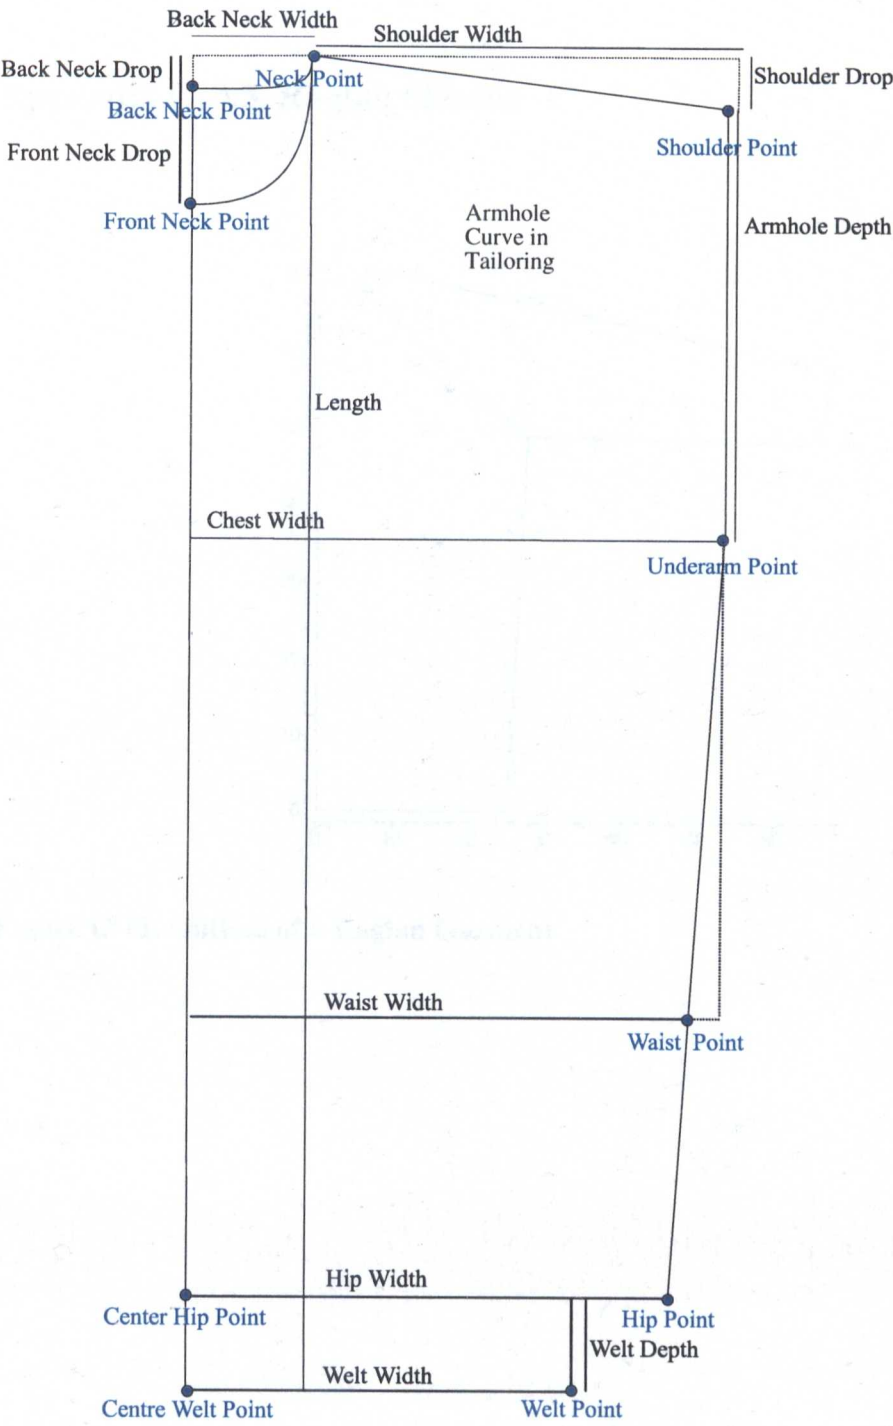 Back Neck Width
Shoulder Width
Back Neck Drop
Neck Point
Shoulder Drop
Back Neck Point
Front Neck Drop
Shoulder Point
Front Neck Point
Armhole
Curve in
Tailoring
Armhole Depth
Length
Chest Width
Underarm Point
Waist Width
Waist Point
Hip Width
Center Hip Point
Hip Point
Welt Depth
Welt Width
Centre Welt Point
Welt Point